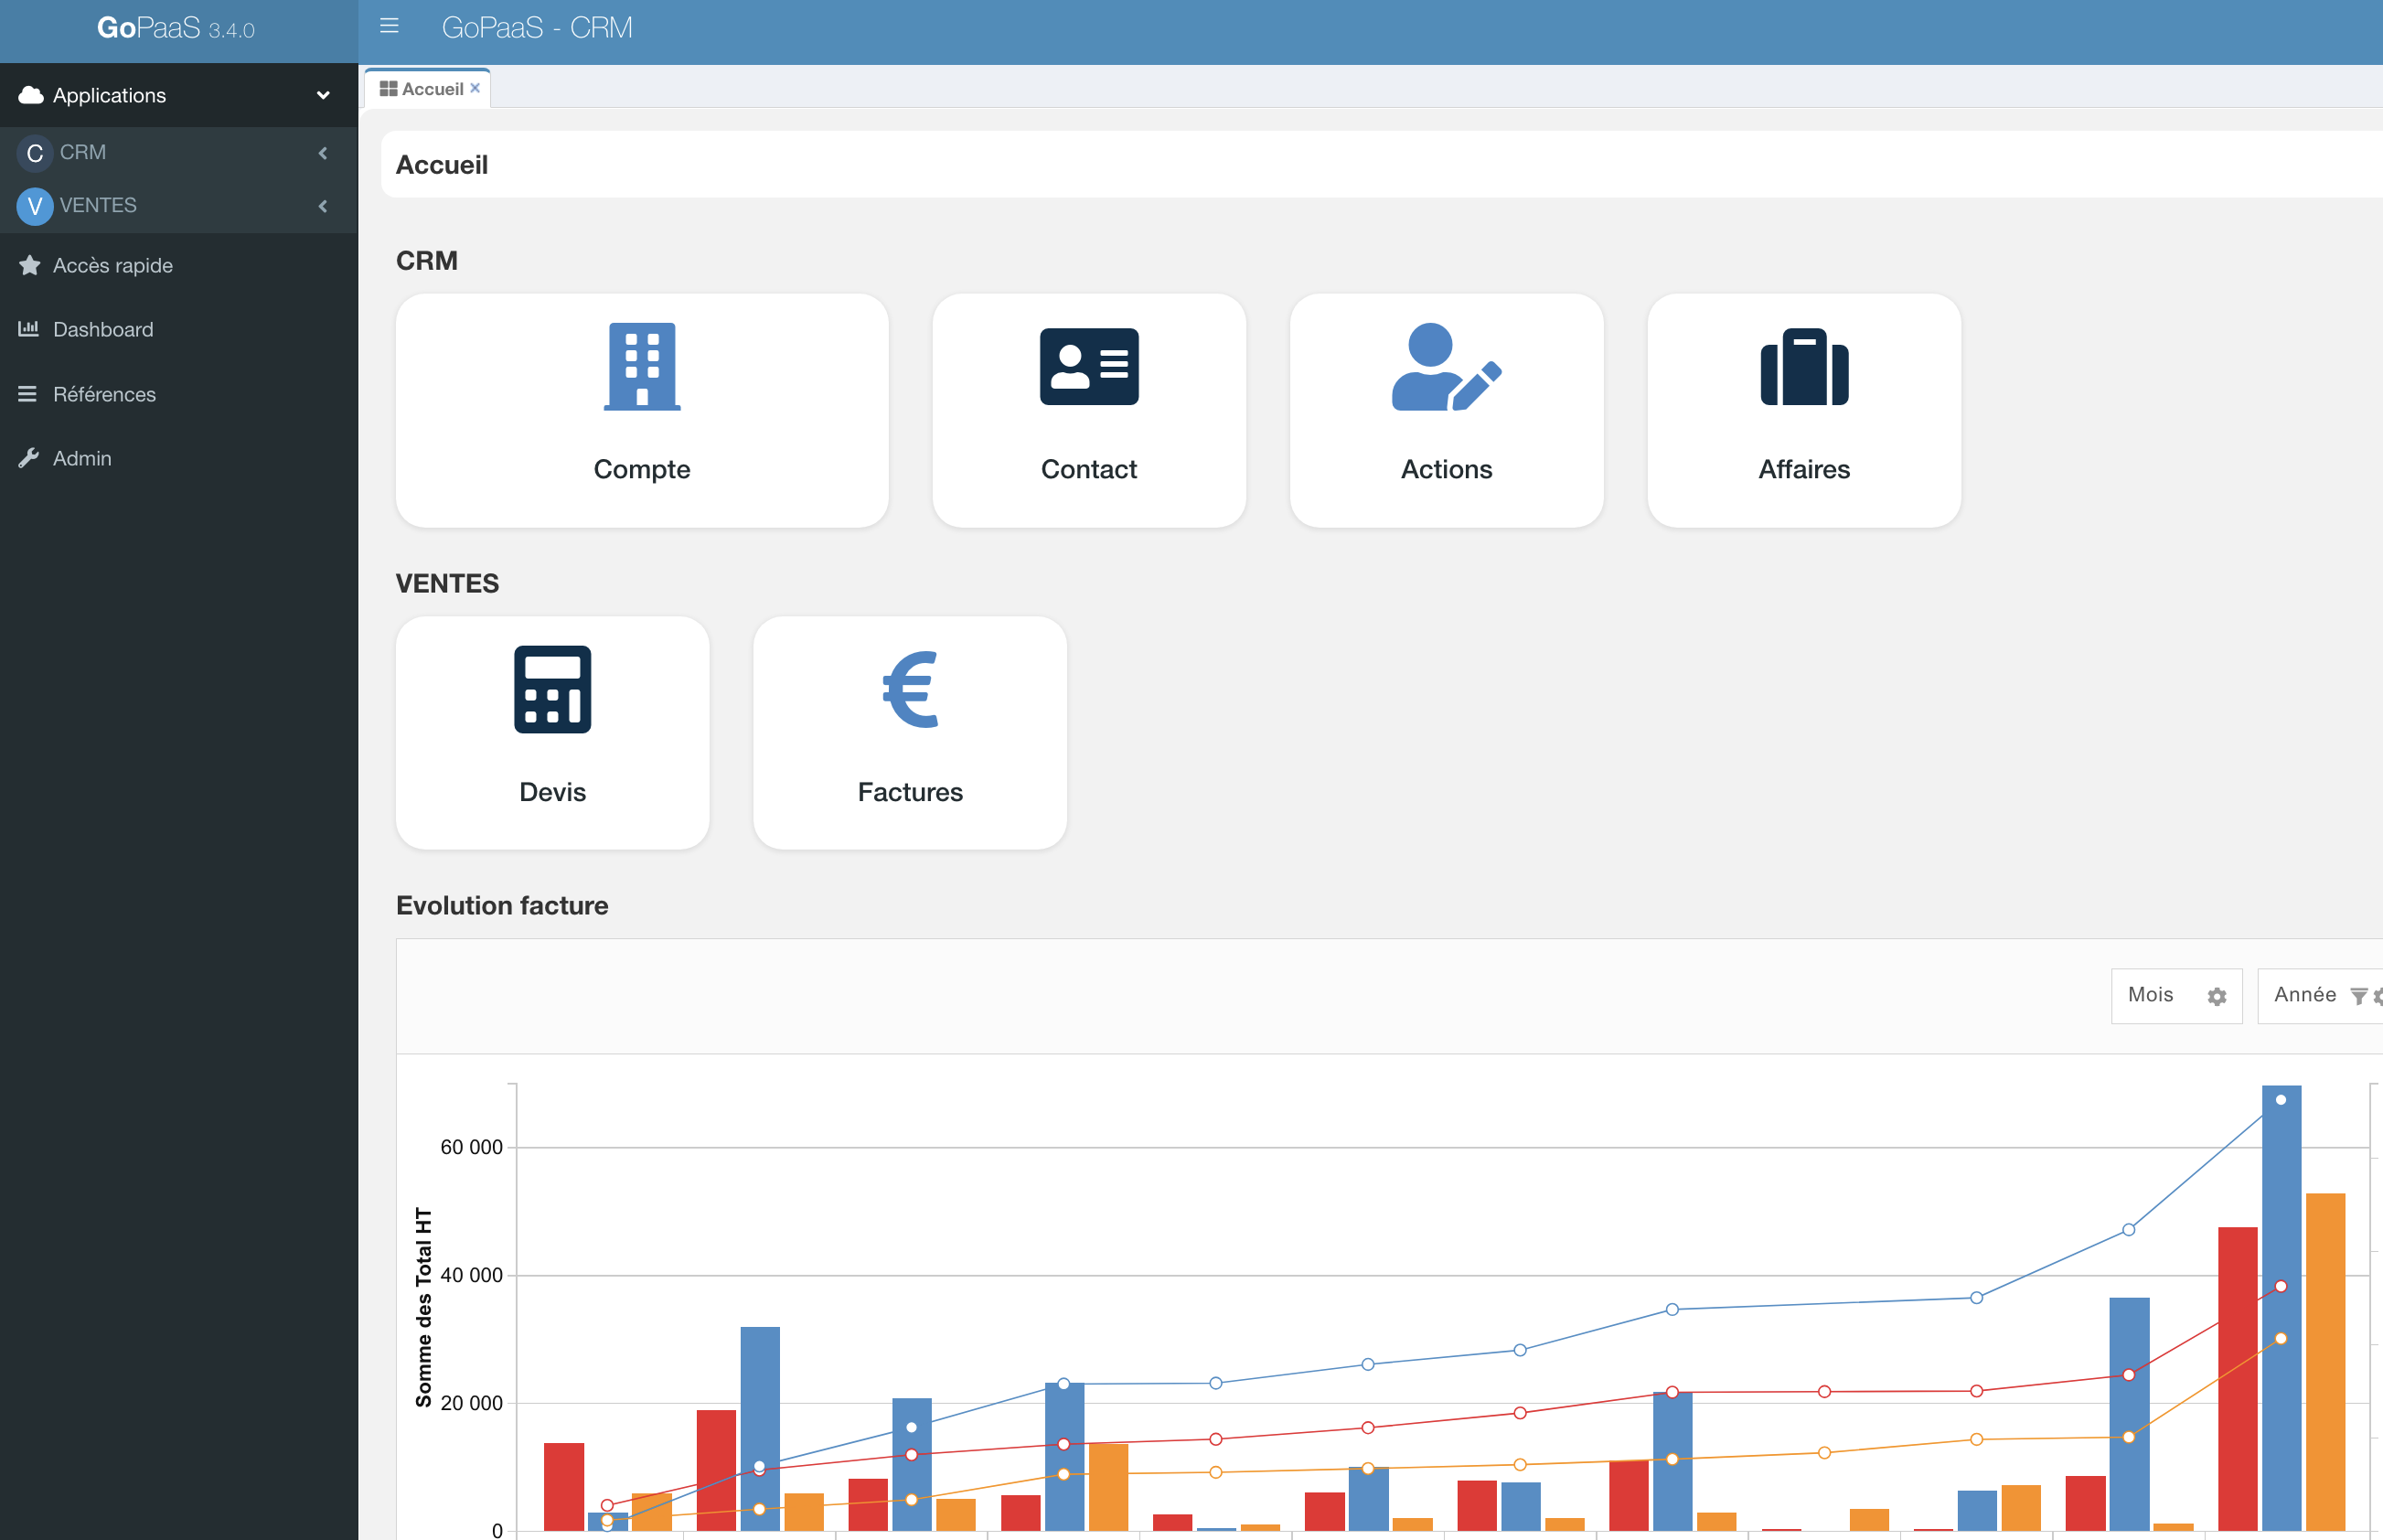 GoPaaS 3.4.0
GoPaaS - CRM
Applications
C CRM
V VENTES
Accès rapide
Dashboard
Références
Admin
Accueil ×
Accueil
CRM
Compte
Contact
Actions
Affaires
VENTES
€
Devis
Factures
Evolution facture
Mois
Année
Somme des Total HT
60 000
40 000
20 000
0